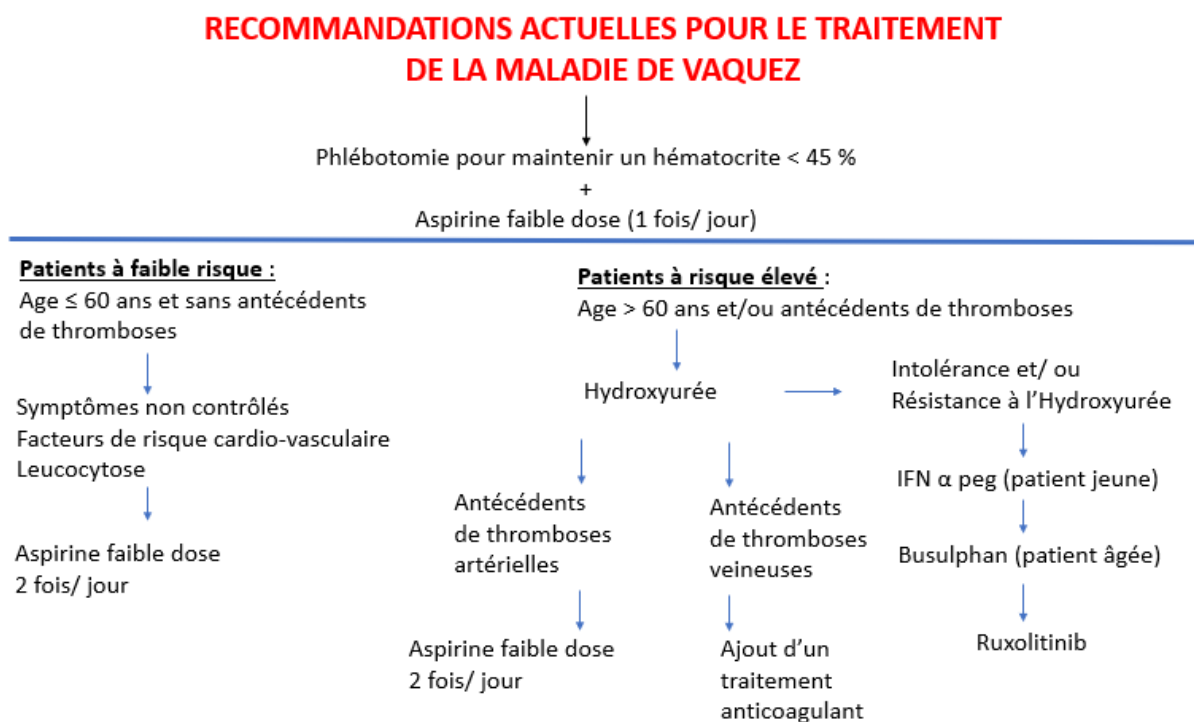 RECOMMANDATIONS ACTUELLES POUR LE TRAITEMENT
DE LA MALADIE DE VAQUEZ
Phlébotomie pour maintenir un hématocrite < 45 %
+
Aspirine faible dose (1 fois/ jour)
Patients à faible risque :
Age ≤ 60 ans et sans antécédents
de thromboses
Symptômes non contrôlés
Facteurs de risque cardio-vasculaire
Leucocytose
Aspirine faible dose
2 fois/ jour
Patients à risque élevé :
Age > 60 ans et/ou antécédents de thromboses
Hydroxyurée
Antécédents
de thromboses
artérielles
Aspirine faible dose
2 fois/ jour
Antécédents
de thromboses
veineuses
Ajout d’un
traitement
anticoagulant
Intolérance et/ ou
Résistance à l’Hydroxyurée
IFN α peg (patient jeune)
Busulphan (patient âgée)
Ruxolitinib